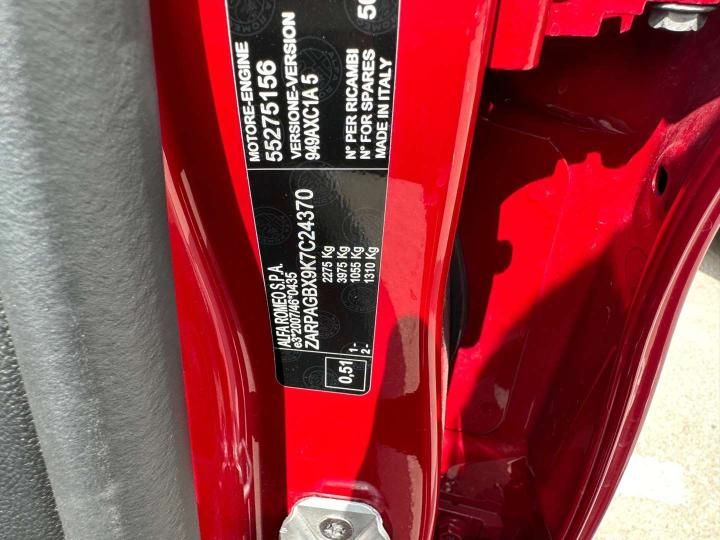 ALFA ROMEO S.P.A.
e3*2007/46*0435
ZARPAGBX9K7C24370
2275 Kg
3975 Kg
1- 1055 Kg
2- 1310 Kg
0,51
MOTORE-ENGINE
55275156
VERSIONE-VERSION
949AXC1A 5
N° PER RICAMBI
N° FOR SPARES
MADE IN ITALY